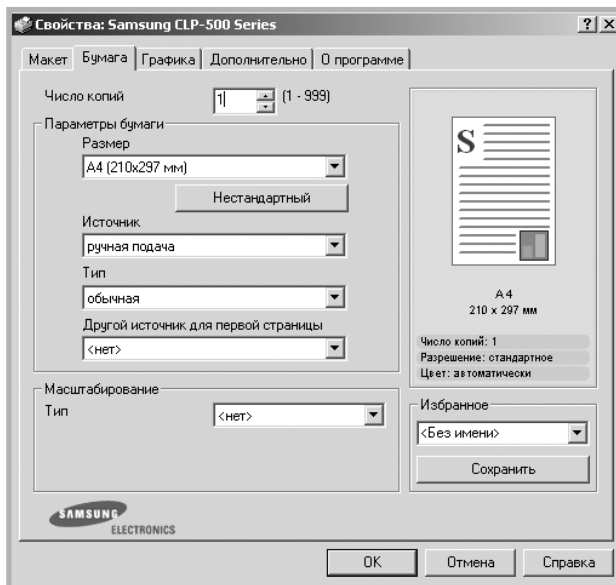 Свойства: Samsung CLP-500 Series
Макет Бумага Графика Дополнительно О программе
Число копий 1 (1 - 999)
Параметры бумаги
Размер
A4 (210x297 мм)
Нестандартный
Источник
ручная подача
Тип
обычная
Другой источник для первой страницы
<нет>
Масштабирование
Тип <нет>
SAMSUNG
ELECTRONICS
S
A4
210 x 297 мм
Число копий: 1
Разрешение: стандартное
Цвет: автоматически
Избранное
<Без имени>
Сохранить
OK Отмена Справка